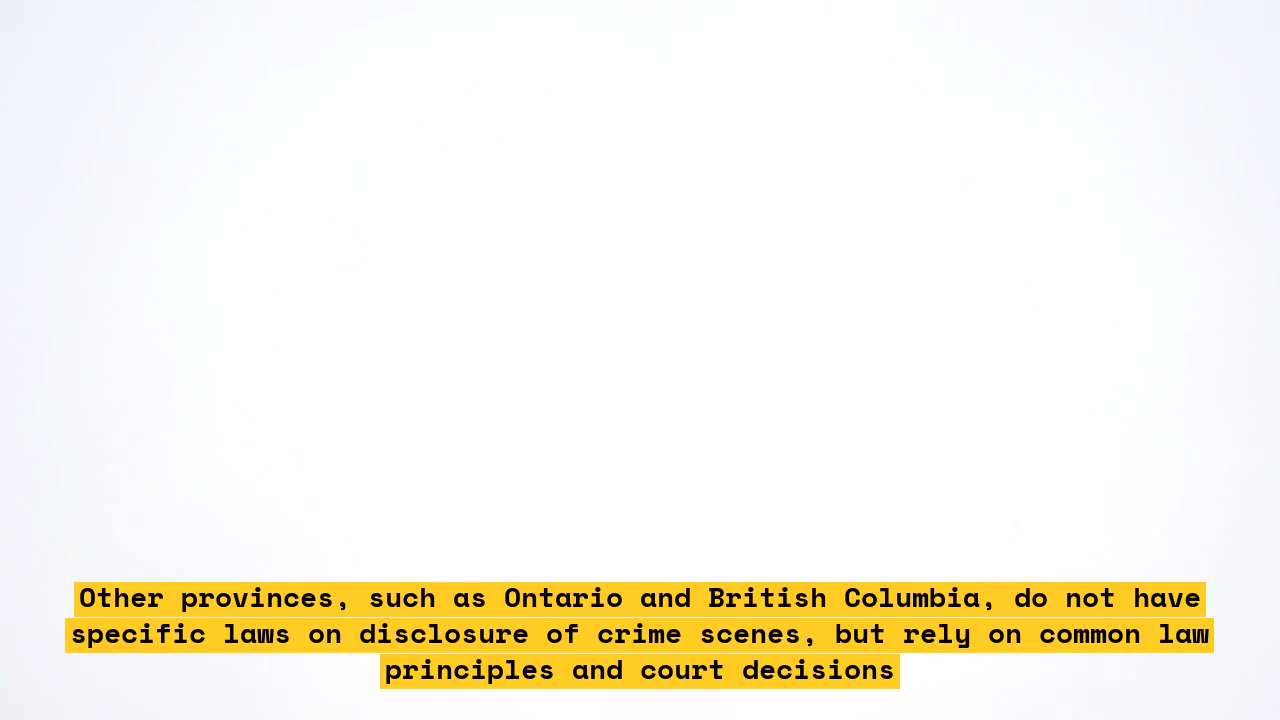 Other provinces, such as Ontario and British Columbia, do not have
specific laws on disclosure of crime scenes, but rely on common law
principles and court decisions